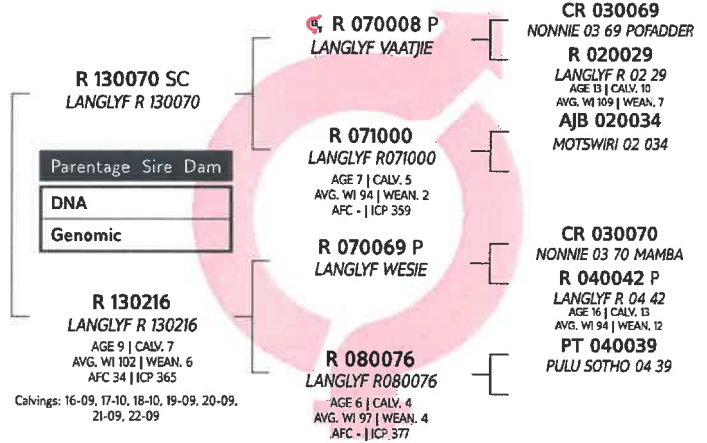 R 130070 SC
LANGLYF R 130070
Parentage Sire Dam
DNA
Genomic
R 130216
LANGLYF R 130216
AGE 9 | CALV. 7
AVG. WI 102 | WEAN. 6
AFC 34 | ICP 365
Calvings: 16-09, 17-10, 18-10, 19-09, 20-09,
21-09, 22-09
R 070008 P
LANGLYF VAATJIE
R 071000
LANGLYF R071000
AGE 7 | CALV. 5
AVG. WI 94 | WEAN. 2
AFC - | ICP 359
R 070069 P
LANGLYF WESIE
R 080076
LANGLYF R080076
AGE 6 | CALV. 4
AVG. WI 97 | WEAN. 4
AFC - | ICP 377
CR 030069
NONNIE 03 69 POFADDER
R 020029
LANGLYF R 02 29
AGE 13 | CALV. 10
AVG. WI 109 | WEAN. 7
AJB 020034
MOTSWIRI 02 034
CR 030070
NONNIE 03 70 MAMBA
R 040042 P
LANGLYF R 04 42
AGE 16 | CALV. 13
AVG. WI 94 | WEAN. 12
PT 040039
PULU SOTHO 04 39